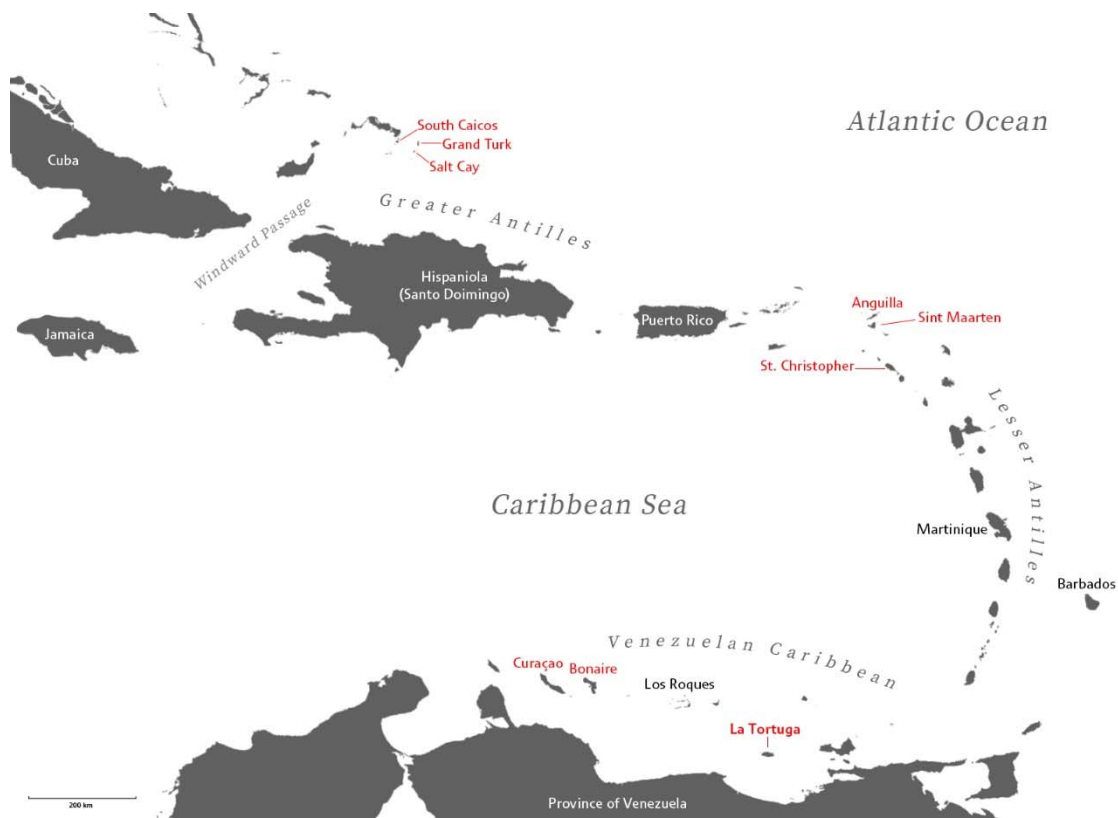 Atlantic Ocean
South Caicos
Grand Turk
Salt Cay
Cuba
Greater Antilles
Windward Passage
Hispaniola
(Santo Doimingo)
Anguilla
Sint Maarten
Puerto Rico
Jamaica
St. Christopher
Lesser Antilles
Caribbean Sea
Martinique
Barbados
Venezuelan Caribbean
Curaçao
Bonaire
Los Roques
La Tortuga
200 km
Province of Venezuela